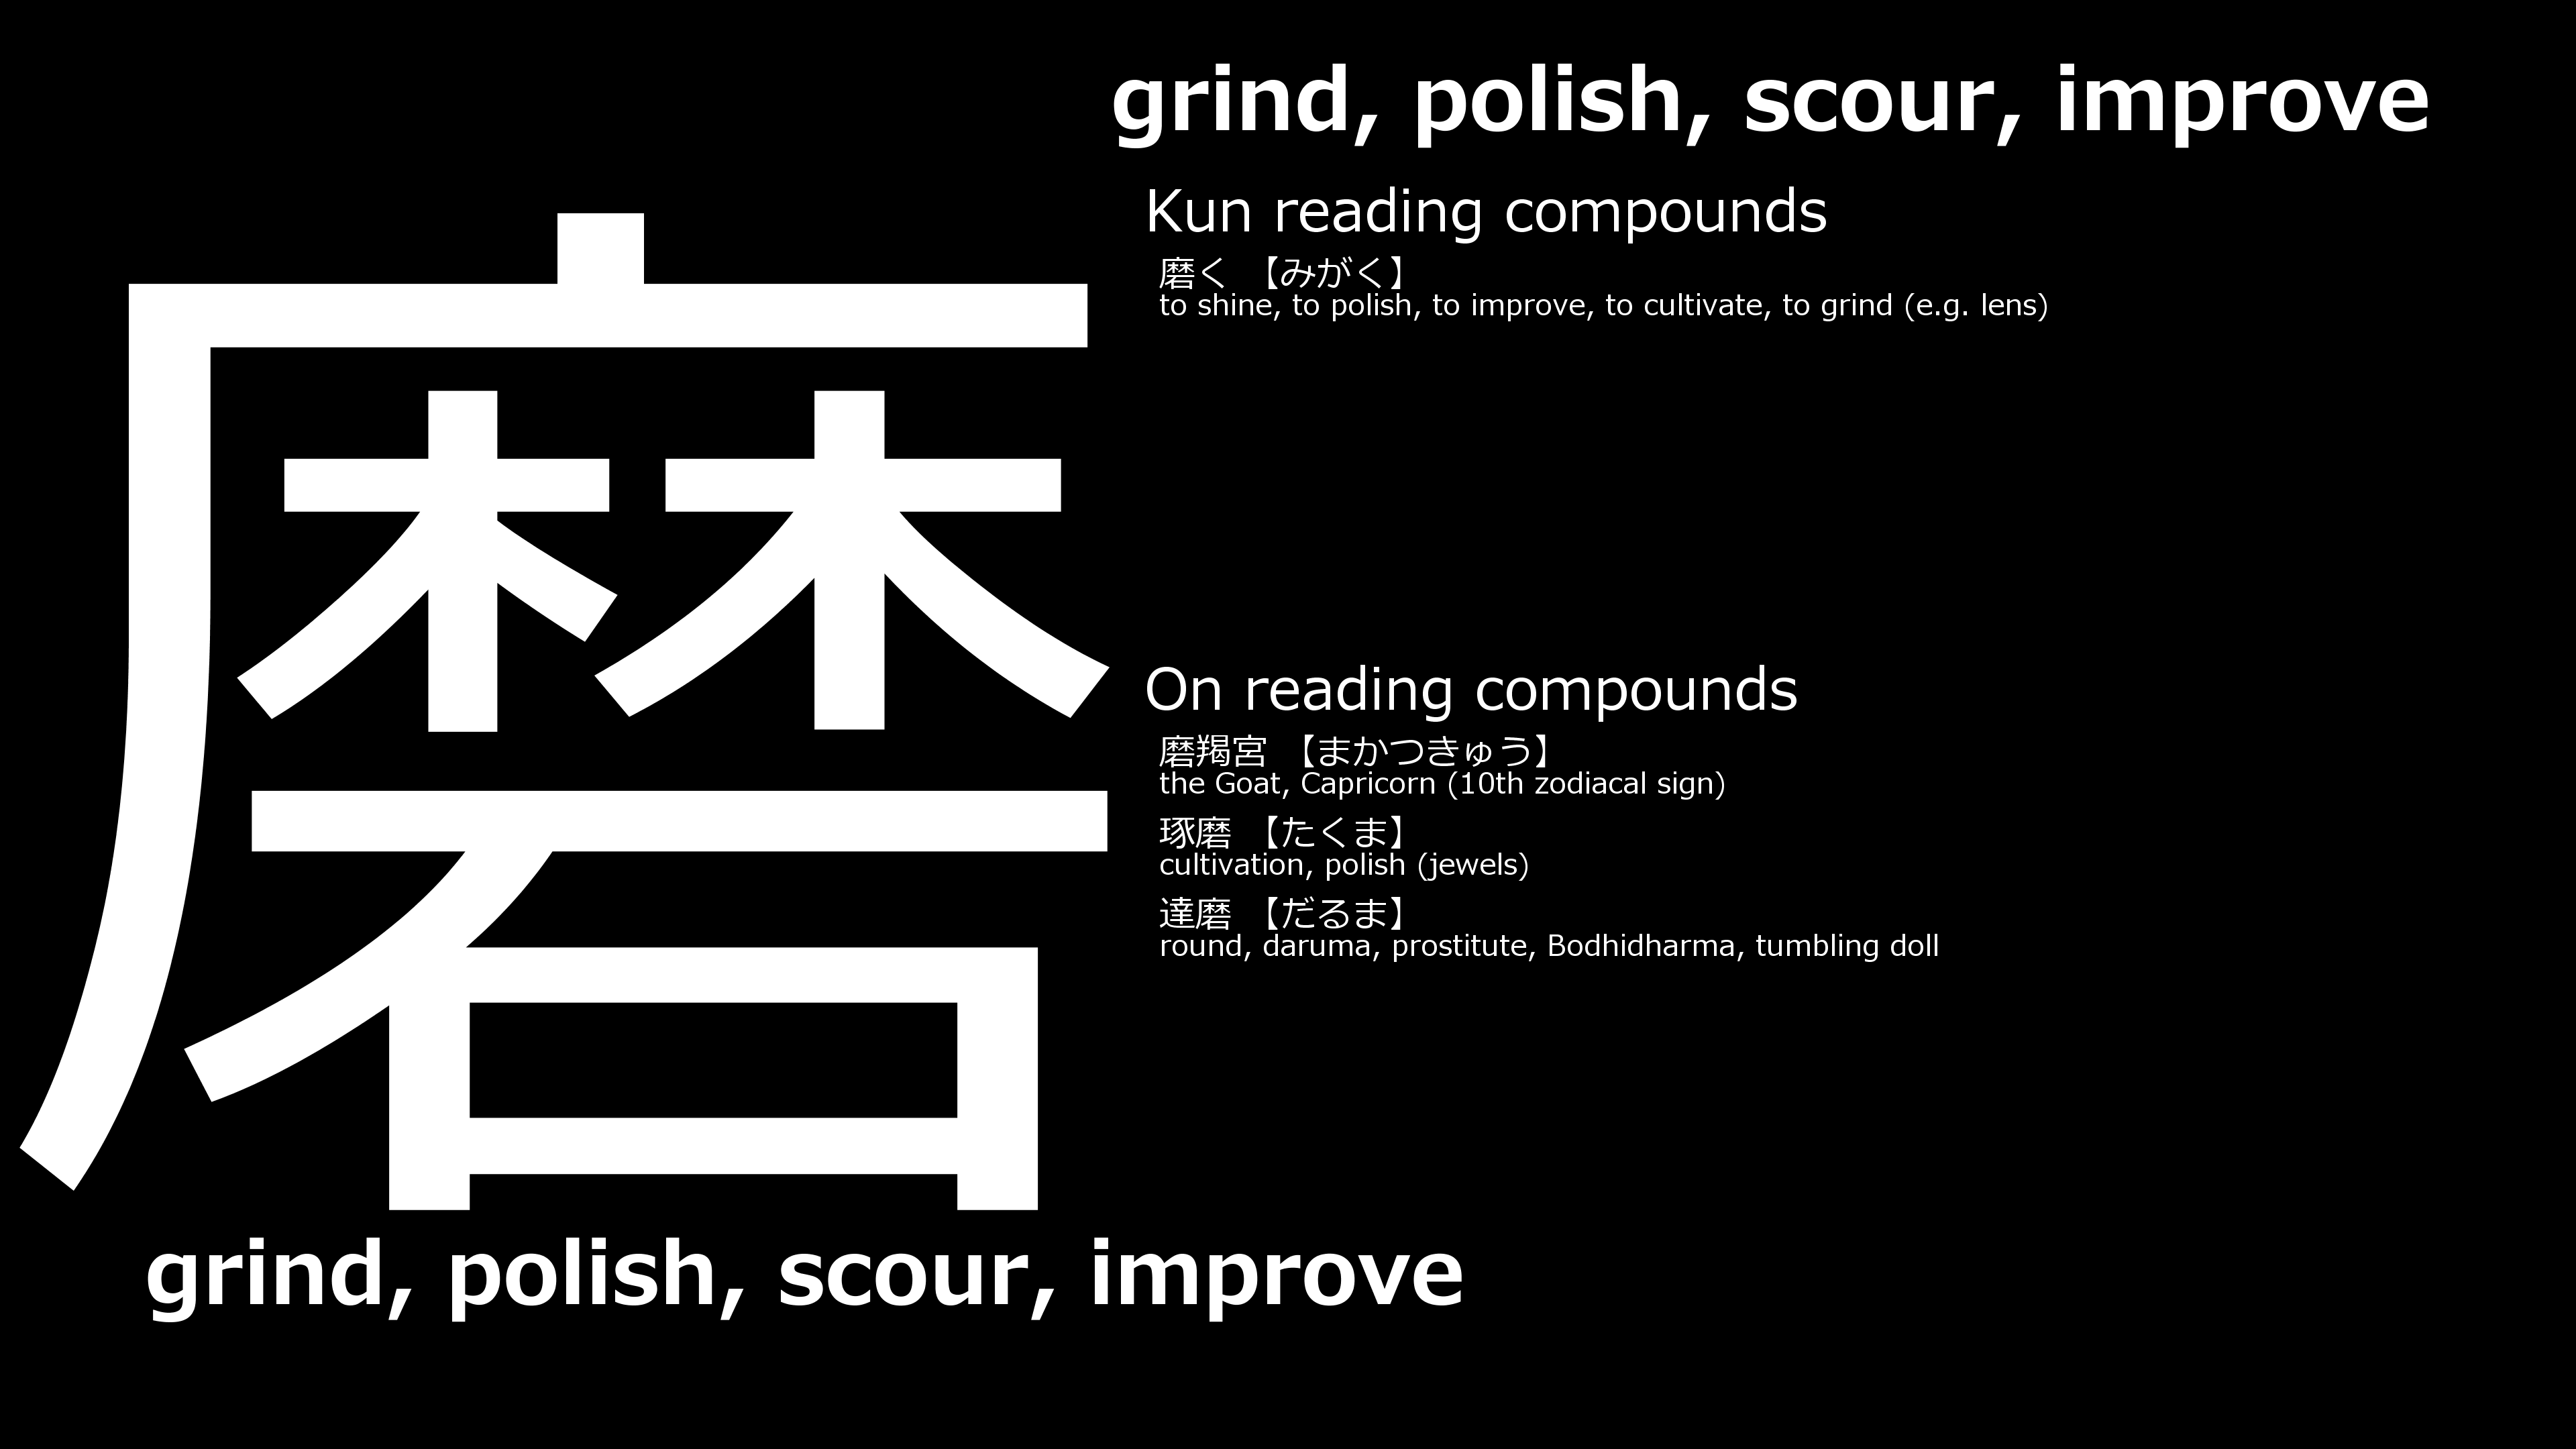 grind, polish, scour, improve
磨
Kun reading compounds
磨く 【みがく】
to shine, to polish, to improve, to cultivate, to grind (e.g. lens)
On reading compounds
磨羯宮 【まかつきゅう】
the Goat, Capricorn (10th zodiacal sign)
琢磨 【たくま】
cultivation, polish (jewels)
達磨 【だるま】
round, daruma, prostitute, Bodhidharma, tumbling doll
grind, polish, scour, improve